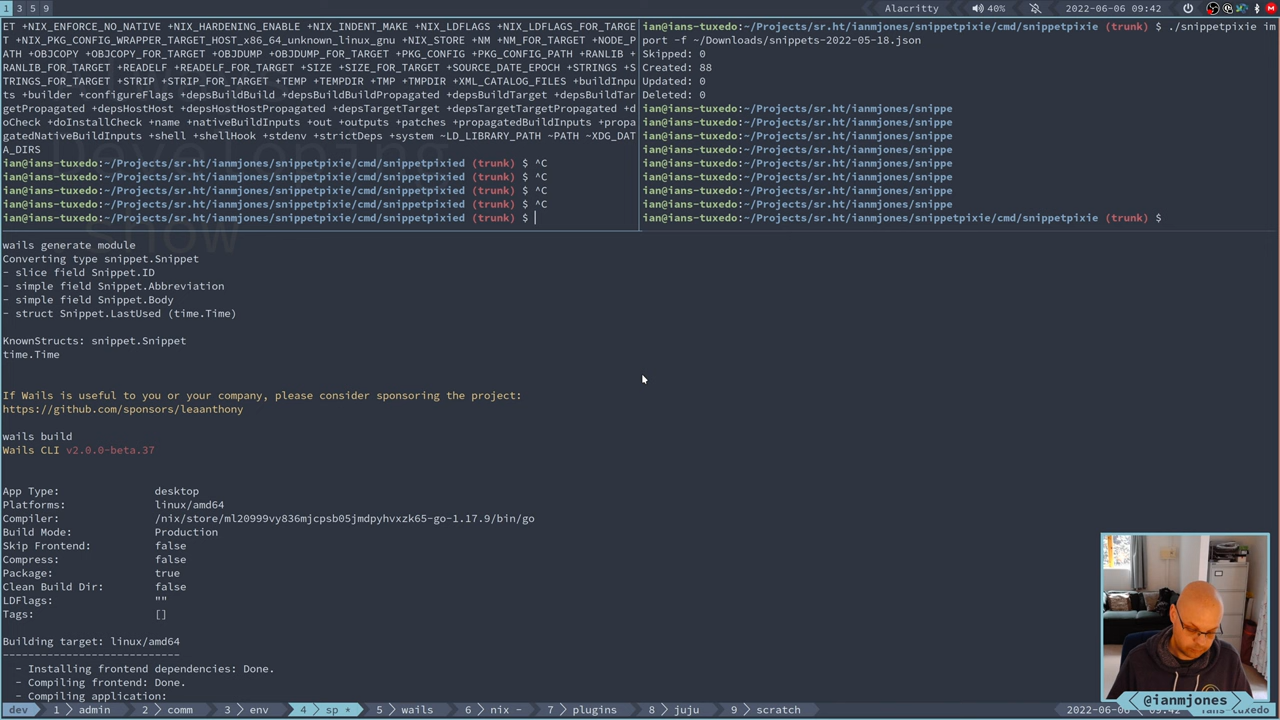 1 3 5 9
Alacritty
40%
2022-06-06 09:42
ET +NIX_ENFORCE_NO_NATIVE +NIX_HARDENING_ENABLE +NIX_INDENT_MAKE +NIX_LDFLAGS +NIX_LDFLAGS_FOR_TARGE
T +NIX_PKG_CONFIG_WRAPPER_TARGET_HOST_x86_64_unknown_linux_gnu +NIX_STORE +NM +NM_FOR_TARGET +NODE_P
ATH +OBJCOPY +OBJCOPY_FOR_TARGET +OBJDUMP +OBJDUMP_FOR_TARGET +PKG_CONFIG +PKG_CONFIG_PATH +RANLIB +
RANLIB_FOR_TARGET +READELF +READELF_FOR_TARGET +SIZE +SIZE_FOR_TARGET +SOURCE_DATE_EPOCH +STRINGS +S
TRINGS_FOR_TARGET +STRIP +STRIP_FOR_TARGET +TEMP +TEMPDIR +TMP +TMPDIR +XML_CATALOG_FILES +buildInpu
ts +builder +configureFlags +depsBuildBuild +depsBuildBuildPropagated +depsBuildTarget +depsBuildTar
getPropagated +depsHostHost +depsHostHostPropagated +depsTargetTarget +depsTargetTargetPropagated +d
oCheck +doInstallCheck +name +nativeBuildInputs +out +outputs +patches +propagatedBuildInputs +propa
gatedNativeBuildInputs +shell +shellHook +stdenv +strictDeps +system ~LD_LIBRARY_PATH ~PATH ~XDG_DAT
A_DIRS
ian@ians-tuxedo:~/Projects/sr.ht/ianmjones/snippetpixie/cmd/snippetpixied (trunk) $ ^C
ian@ians-tuxedo:~/Projects/sr.ht/ianmjones/snippetpixie/cmd/snippetpixied (trunk) $ ^C
ian@ians-tuxedo:~/Projects/sr.ht/ianmjones/snippetpixie/cmd/snippetpixied (trunk) $ ^C
ian@ians-tuxedo:~/Projects/sr.ht/ianmjones/snippetpixie/cmd/snippetpixied (trunk) $ ^C
ian@ians-tuxedo:~/Projects/sr.ht/ianmjones/snippetpixie/cmd/snippetpixied (trunk) $
Developing
show
ian@ians-tuxedo:~/Projects/sr.ht/ianmjones/snippetpixie/cmd/snippetpixie (trunk) $ ./snippetpixie im
port -f ~/Downloads/snippets-2022-05-18.json
Skipped: 0
Created: 88
Updated: 0
Deleted: 0
ian@ians-tuxedo:~/Projects/sr.ht/ianmjones/snippe
ian@ians-tuxedo:~/Projects/sr.ht/ianmjones/snippe
ian@ians-tuxedo:~/Projects/sr.ht/ianmjones/snippe
ian@ians-tuxedo:~/Projects/sr.ht/ianmjones/snippe
ian@ians-tuxedo:~/Projects/sr.ht/ianmjones/snippe
ian@ians-tuxedo:~/Projects/sr.ht/ianmjones/snippe
ian@ians-tuxedo:~/Projects/sr.ht/ianmjones/snippe
ian@ians-tuxedo:~/Projects/sr.ht/ianmjones/snippe
ian@ians-tuxedo:~/Projects/sr.ht/ianmjones/snippetpixie/cmd/snippetpixie (trunk) $
wails generate module
Converting type snippet.Snippet
- slice field Snippet.ID
- simple field Snippet.Abbreviation
- simple field Snippet.Body
- struct Snippet.LastUsed (time.Time)
KnownStructs: snippet.Snippet
time.Time
If Wails is useful to you or your company, please consider sponsoring the project:
https://github.com/sponsors/leaanthony
wails build
Wails CLI v2.0.0-beta.37
App Type: desktop
Platforms: linux/amd64
Compiler: /nix/store/ml20999vy836mjcpsb05jmdpyhvxzk65-go-1.17.9/bin/go
Build Mode: Production
Skip Frontend: false
Compress: false
Package: true
Clean Build Dir: false
LDFlags: ""
Tags: []
Building target: linux/amd64
---------------------------
- Installing frontend dependencies: Done.
- Compiling frontend: Done.
- Compiling application:
@ianmjones
dev 1 admin 2 comm 3 env 4 sp * 5 wails 6 nix - 7 plugins 8 juju 9 scratch